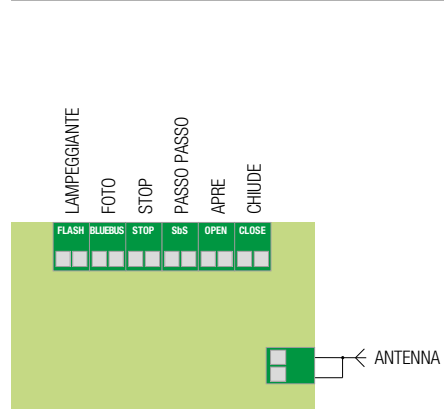 LAMPEGGIANTE
FOTO
STOP
PASSO PASSO
APRE
CHIUDE
FLASH BLUEBUS STOP SbS OPEN CLOSE
ANTENNA